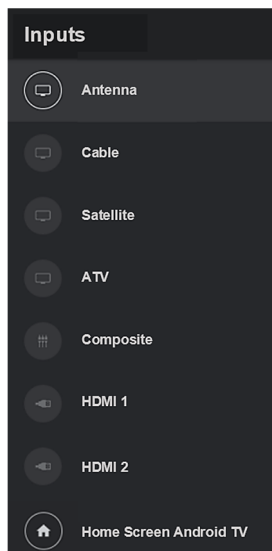 Inputs
Antenna
Cable
Satellite
ATV
Composite
HDMI 1
HDMI 2
Home Screen Android TV